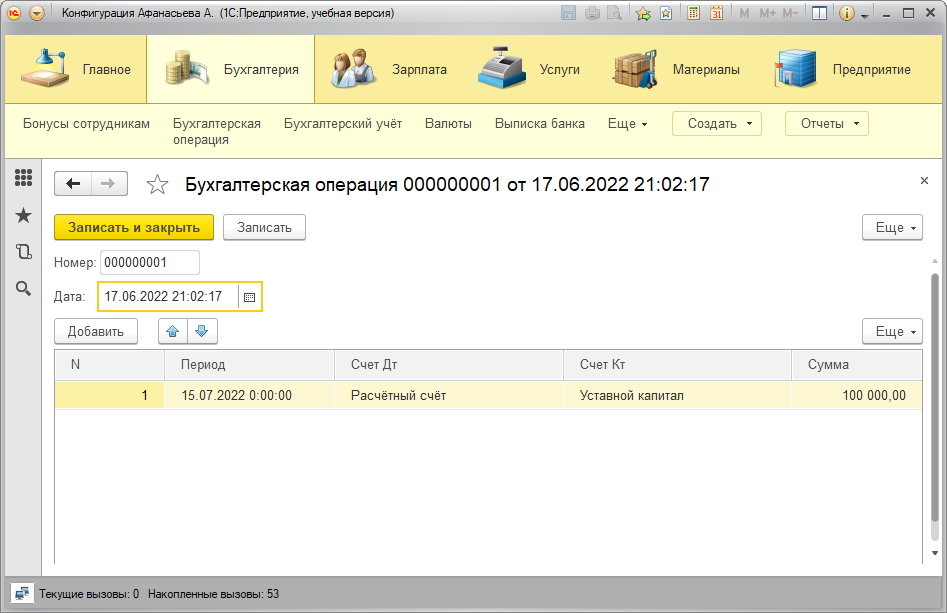 Конфигурация Афанасьева А. (1С:Предприятие, учебная версия)
M M+ M-
Главное Бухгалтерия Зарплата Услуги Материалы Предприятие
Бонусы сотрудникам Бухгалтерская операция Бухгалтерский учёт Валюты Выписка банка Еще Создать Отчеты
Бухгалтерская операция 000000001 от 17.06.2022 21:02:17
Записать и закрыть Записать Еще
Номер: 000000001
Дата: 17.06.2022 21:02:17
Добавить Еще
N Период Счет Дт Счет Кт Сумма
1 15.07.2022 0:00:00 Расчётный счёт Уставной капитал 100 000,00
Текущие вызовы: 0 Накопленные вызовы: 53